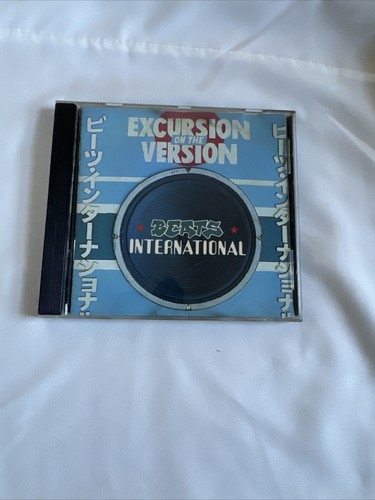 EXCURSION
ON THE
VERSION
ビーツ・インターナショナル
BEATS
INTERNATIONAL
ビーツ・インターナショナル